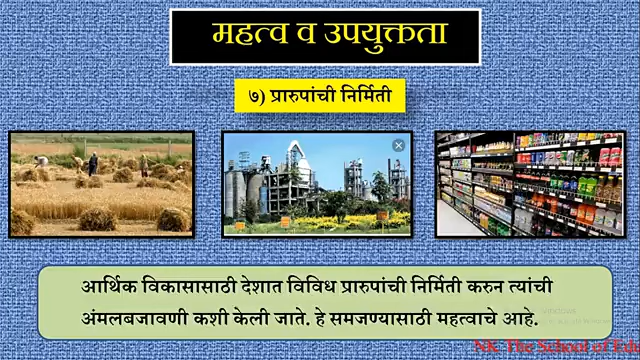 महत्व व उपयुक्तता
७) प्रारुपांची निर्मिती
आर्थिक विकासासाठी देशात विविध प्रारुपांची निर्मिती करुन त्यांची
अंमलबजावणी कशी केली जाते. हे समजण्यासाठी महत्वाचे आहे.
NK The School of Edu